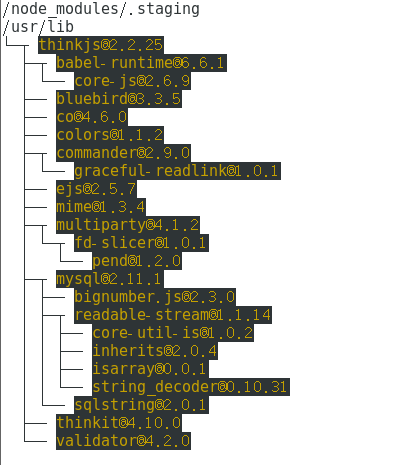 /node_modules/.staging
/usr/lib
thinkjs@2.2.25
babel-runtime@6.6.1
core-js@2.6.9
bluebird@3.3.5
co@4.6.0
colors@1.1.2
commander@2.9.0
graceful-readlink@1.0.1
ejs@2.5.7
mime@1.3.4
multiparty@4.1.2
fd-slicer@1.0.1
pend@1.2.0
mysql@2.11.1
bignumber.js@2.3.0
readable-stream@1.1.14
core-util-is@1.0.2
inherits@2.0.4
isarray@0.0.1
string_decoder@0.10.31
sqlstring@2.0.1
thinkit@4.10.0
validator@4.2.0